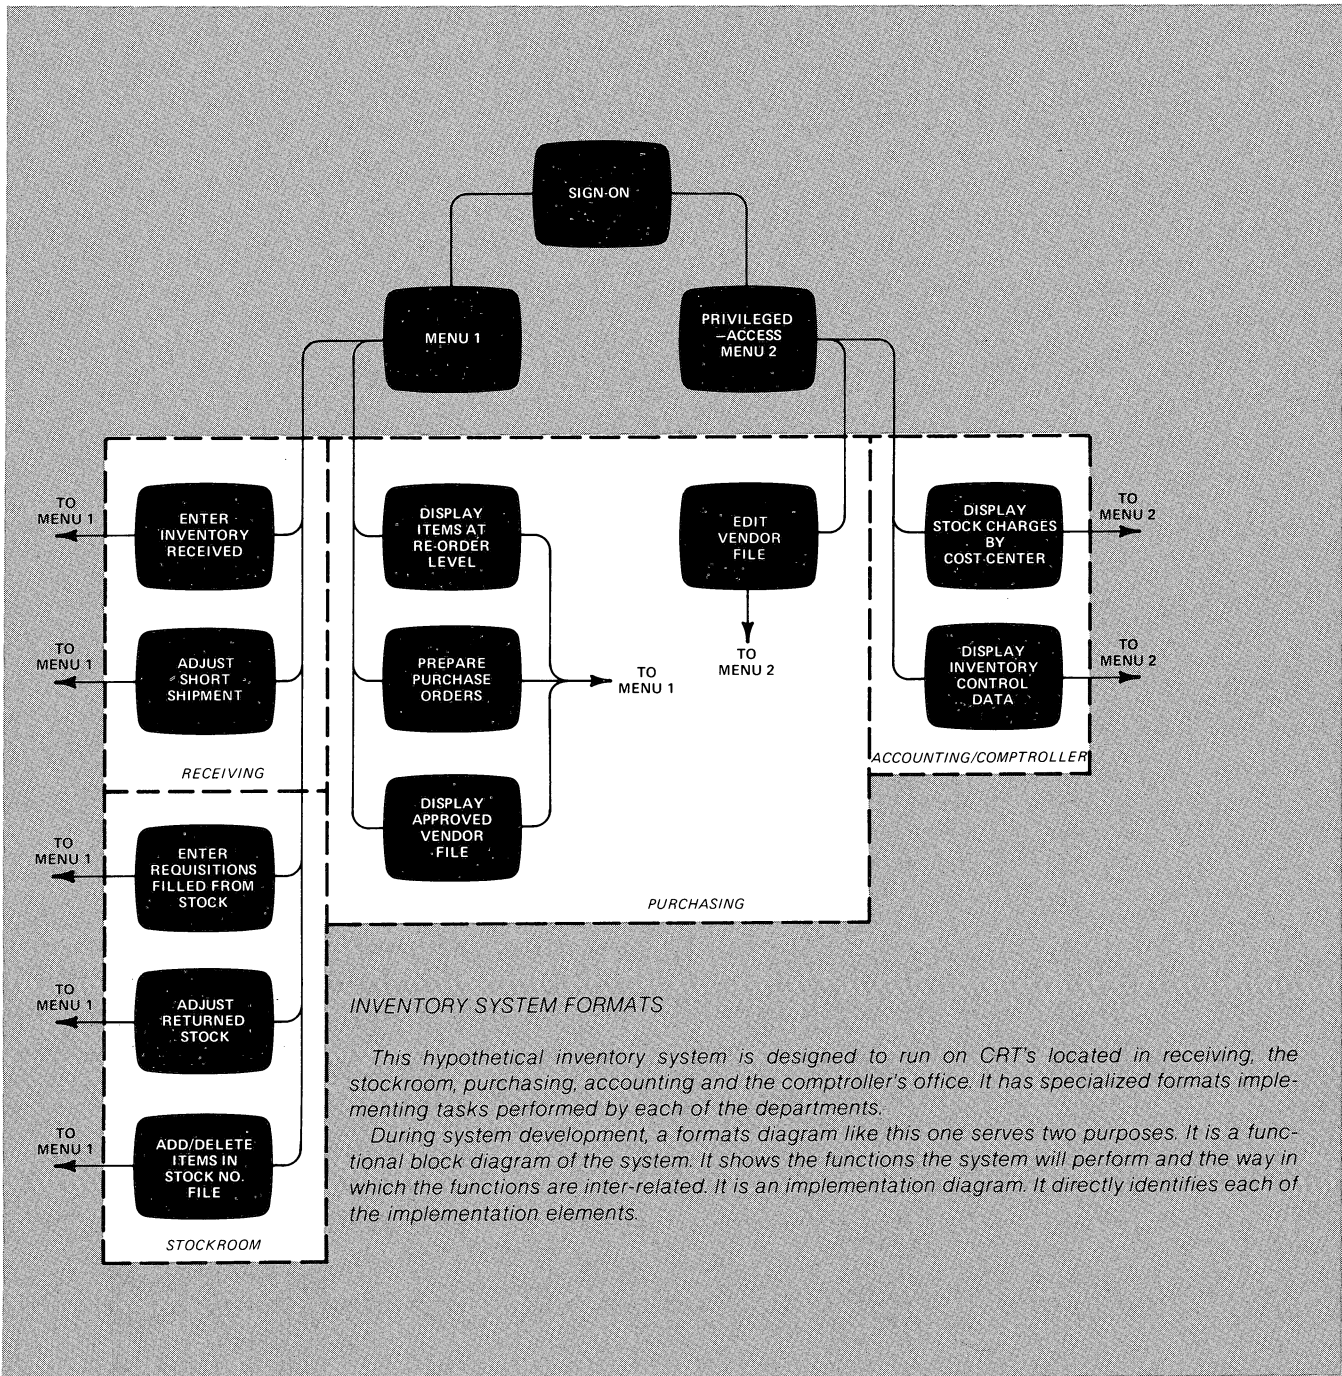 SIGN-ON
MENU 1
PRIVILEGED
-ACCESS
MENU 2
TO
MENU 1
ENTER
INVENTORY
RECEIVED
TO
MENU 1
ADJUST
SHORT
SHIPMENT
RECEIVING
TO
MENU 1
ENTER
REQUISITIONS
FILLED FROM
STOCK
TO
MENU 1
ADJUST
RETURNED
STOCK
TO
MENU 1
ADD/DELETE
ITEMS IN
STOCK NO.
FILE
STOCKROOM
DISPLAY
ITEMS AT
RE-ORDER
LEVEL
PREPARE
PURCHASE
ORDERS
DISPLAY
APPROVED
VENDOR
FILE
TO
MENU 1
EDIT
VENDOR
FILE
TO
MENU 2
PURCHASING
DISPLAY
STOCK CHARGES
BY
COST CENTER
TO
MENU 2
DISPLAY
INVENTORY
CONTROL
DATA
TO
MENU 2
ACCOUNTING/COMPTROLLER
INVENTORY SYSTEM FORMATS
This hypothetical inventory system is designed to run on CRT's located in receiving, the
stockroom, purchasing, accounting and the comptroller's office. It has specialized formats imple-
menting tasks performed by each of the departments.
During system development, a formats diagram like this one serves two purposes. It is a func-
tional block diagram of the system. It shows the functions the system will perform and the way in
which the functions are inter-related. It is an implementation diagram. It directly identifies each of
the implementation elements.